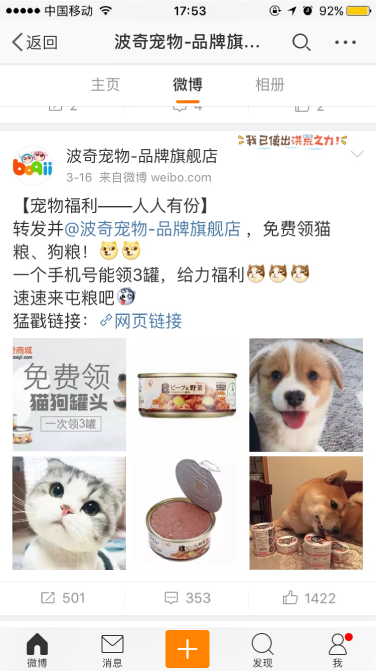 中国移动
17:53
92%
返回
波奇宠物-品牌旗...
主页
微博
相册
2
4
2
我已使出洪荒之力!
boqii
波奇宠物-品牌旗舰店
3-16 来自微博 weibo.com
【宠物福利——人人有份】
转发并@波奇宠物-品牌旗舰店，免费领猫
粮、狗粮!
一个手机号能领3罐，给力福利
速速来屯粮吧
猛戳链接：网页链接
免费领
猫狗罐头
一次领3罐
ビーフ&野菜
501
353
1422
微博
消息
发现
我